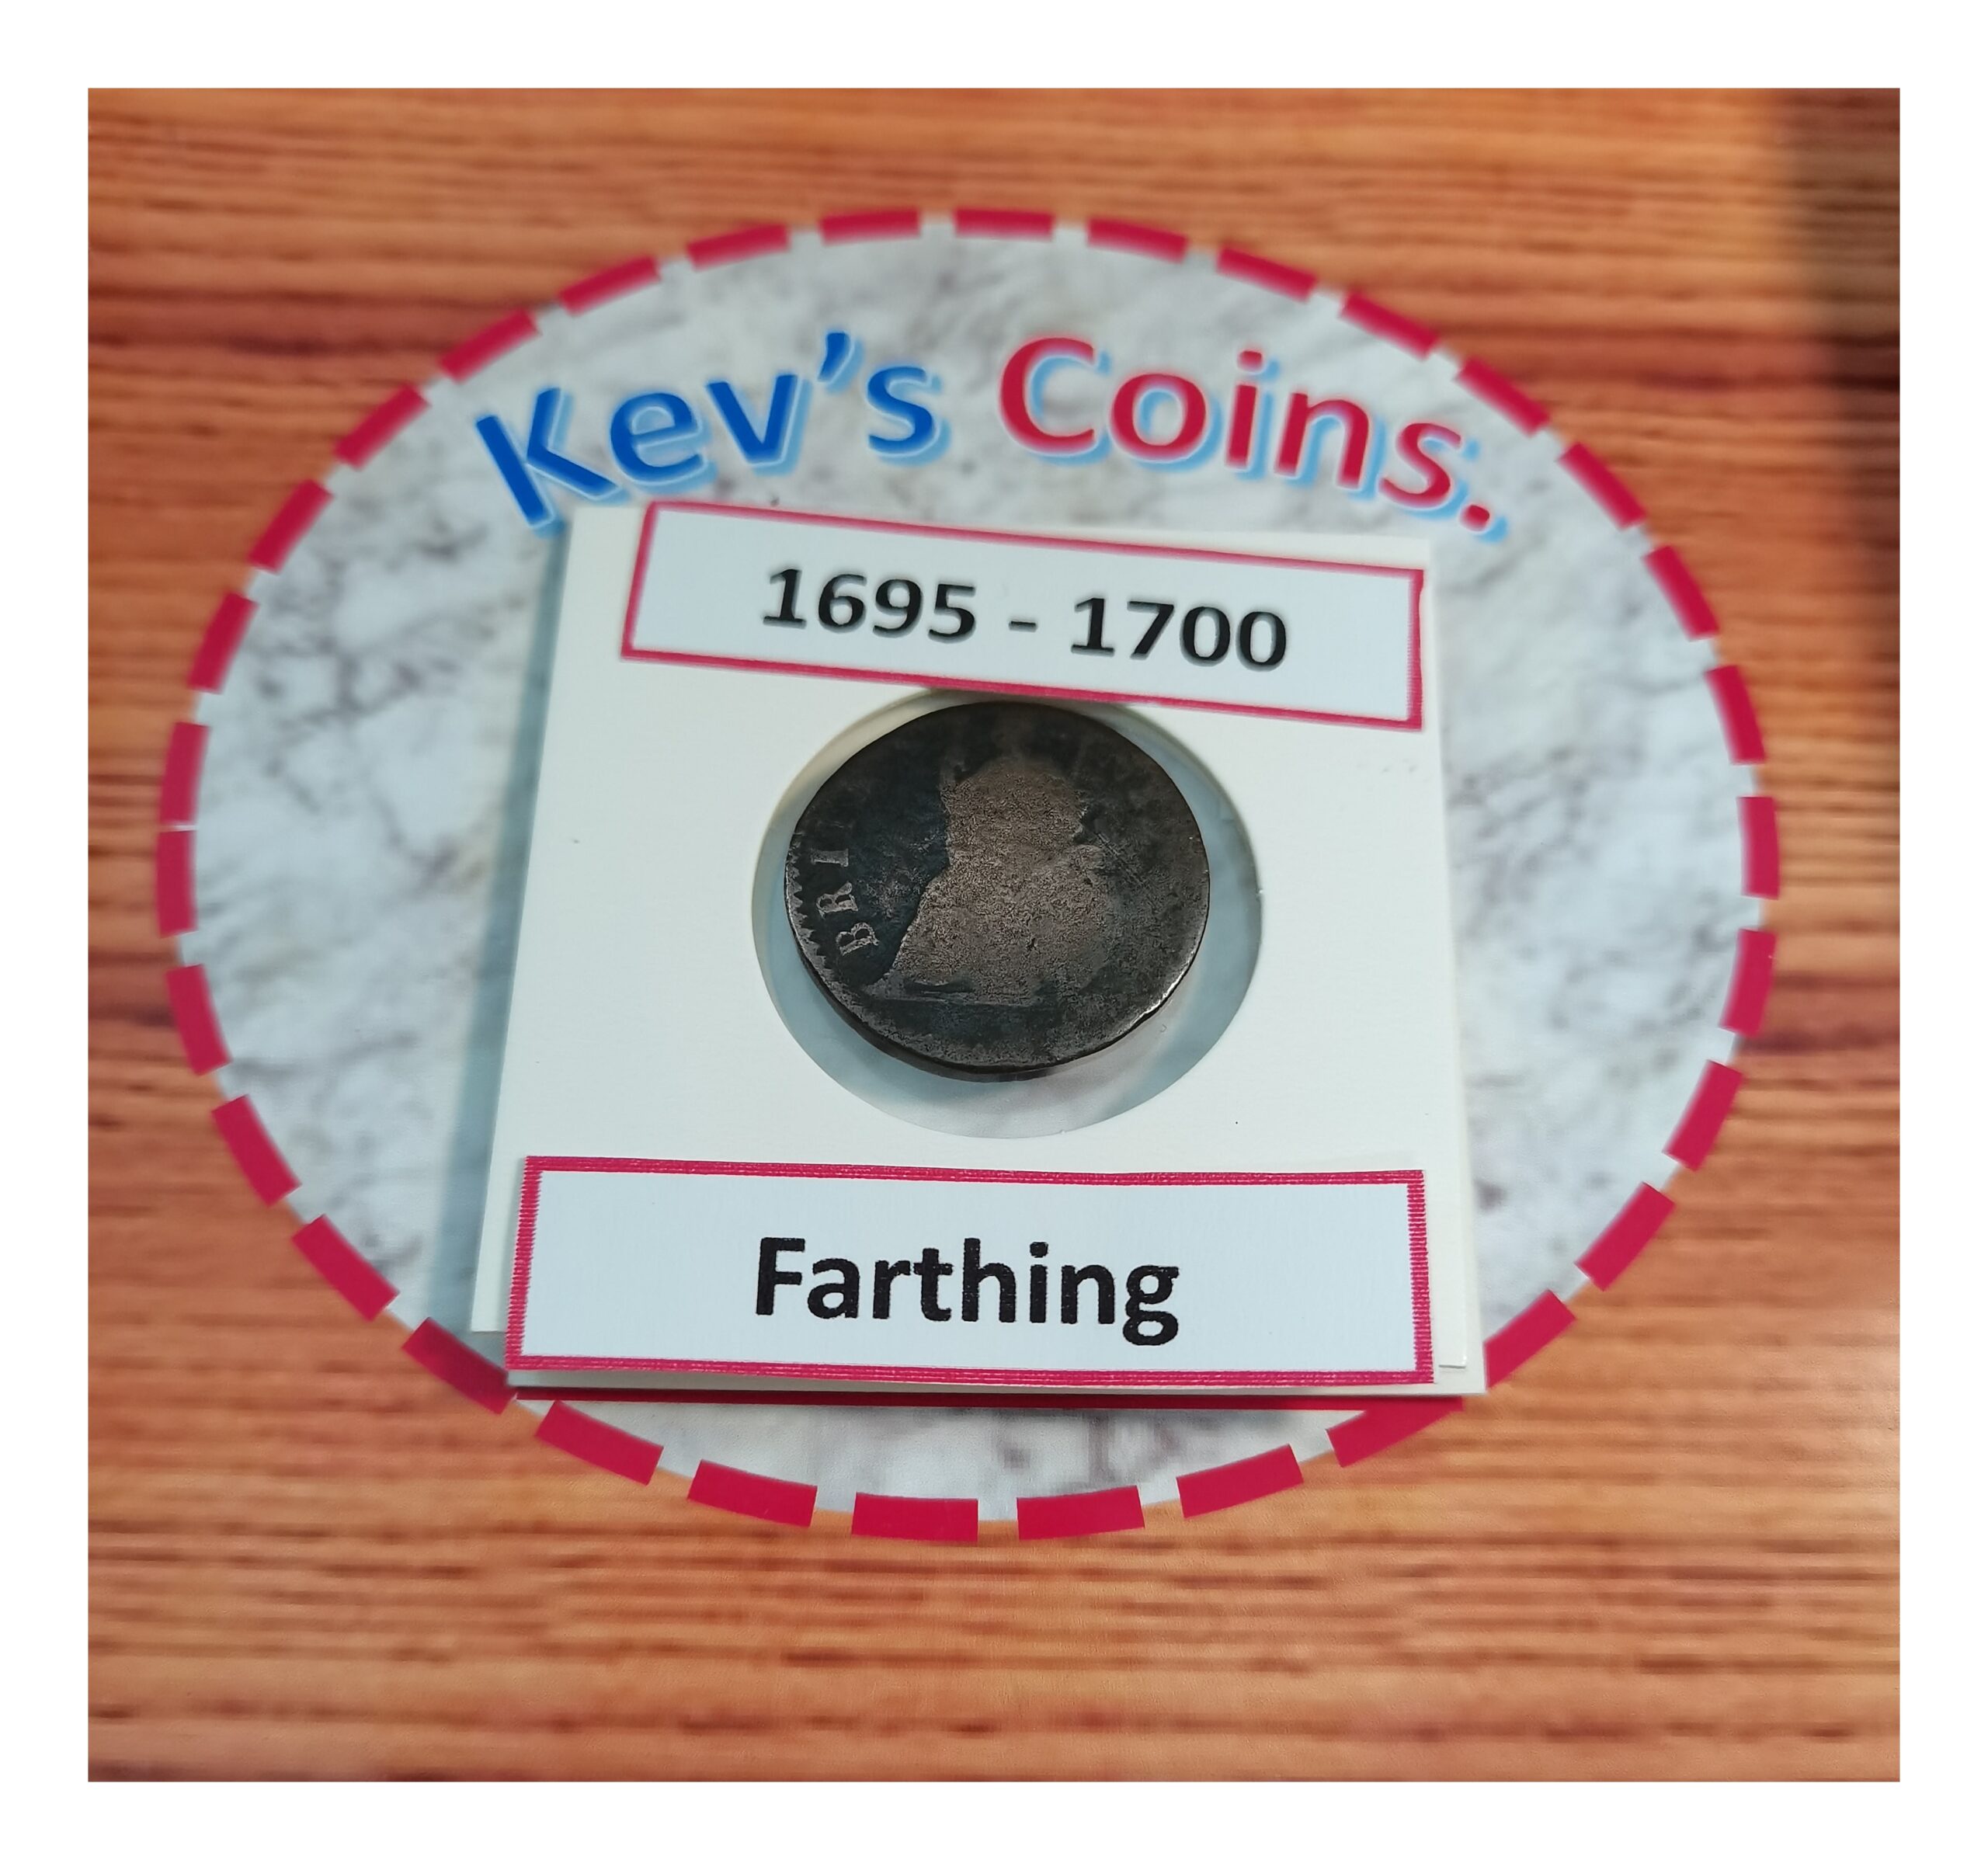 Kev's Coins.
1695 - 1700
BRI
Farthing